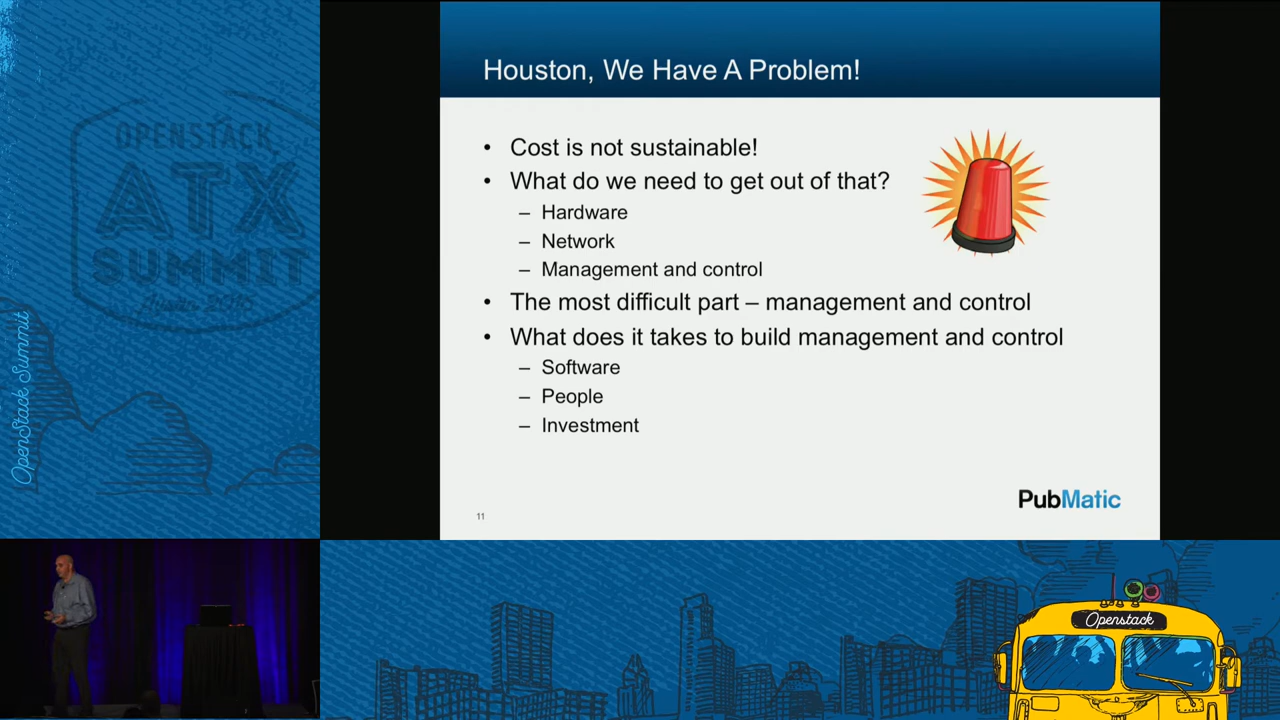 OPENSTACK
ATX
SUMMIT
Austin 2016
OpenStack Summit
Houston, We Have A Problem!
• Cost is not sustainable!
• What do we need to get out of that?
– Hardware
– Network
– Management and control
• The most difficult part – management and control
• What does it takes to build management and control
– Software
– People
– Investment
11
PubMatic
Openstack